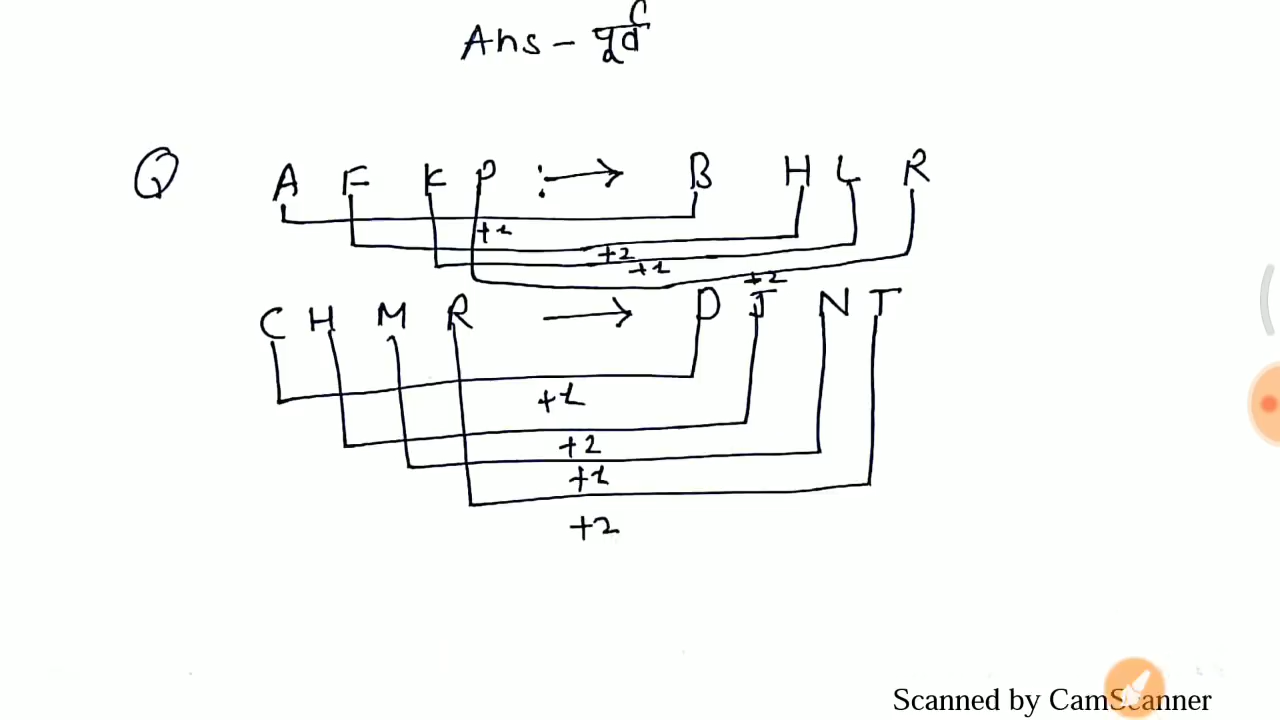 Ans - पूर्व
Q A F K P :→ B H L R
+1
+2
+1
+2
C H M R → D J N T
+1
+2
+1
+2
Scanned by CamScanner